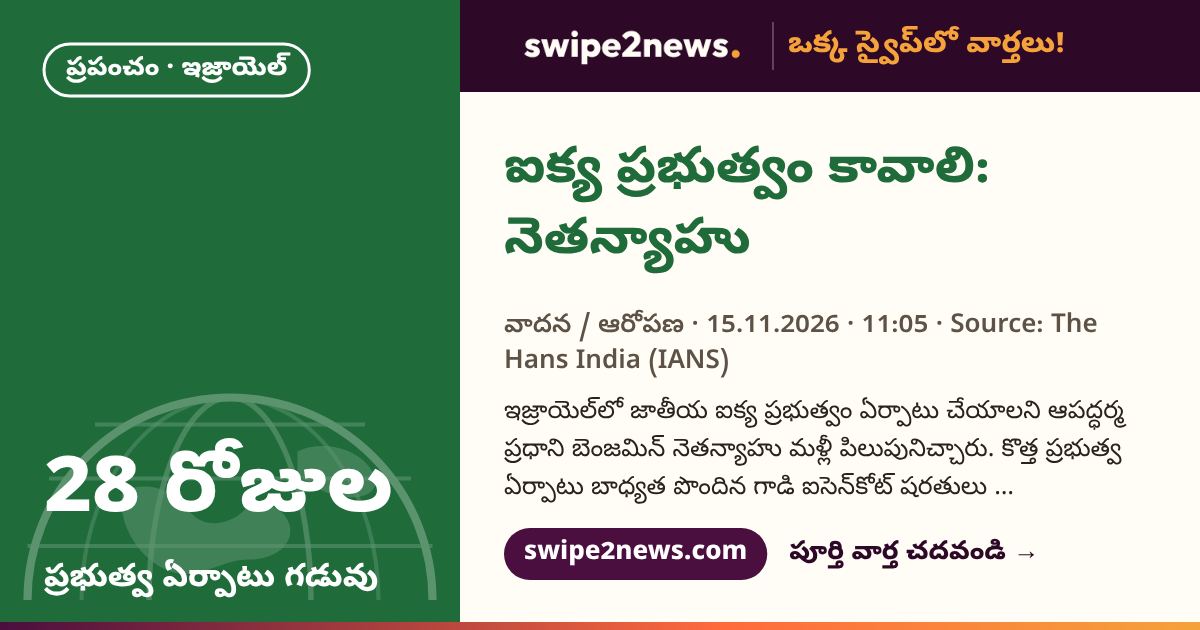 ప్రపంచం · ఇజ్రాయెల్
28 రోజుల
ప్రభుత్వ ఏర్పాటు గడువు
swipe2news.
ఒక్క స్వైప్‌లో వార్తలు!
ఐక్య ప్రభుత్వం కావాలి:
నెతన్యాహు
వాదన / ఆరోపణ · 15.11.2026 · 11:05 · Source: The
Hans India (IANS)
ఇజ్రాయెల్‌లో జాతీయ ఐక్య ప్రభుత్వం ఏర్పాటు చేయాలని ఆపద్ధర్మ
ప్రధాని బెంజమిన్ నెతన్యాహు మళ్లీ పిలుపునిచ్చారు. కొత్త ప్రభుత్వ
ఏర్పాటు బాధ్యత పొందిన గాడి ఐసెన్‌కోట్ షరతులు ...
swipe2news.com
పూర్తి వార్త చదవండి →